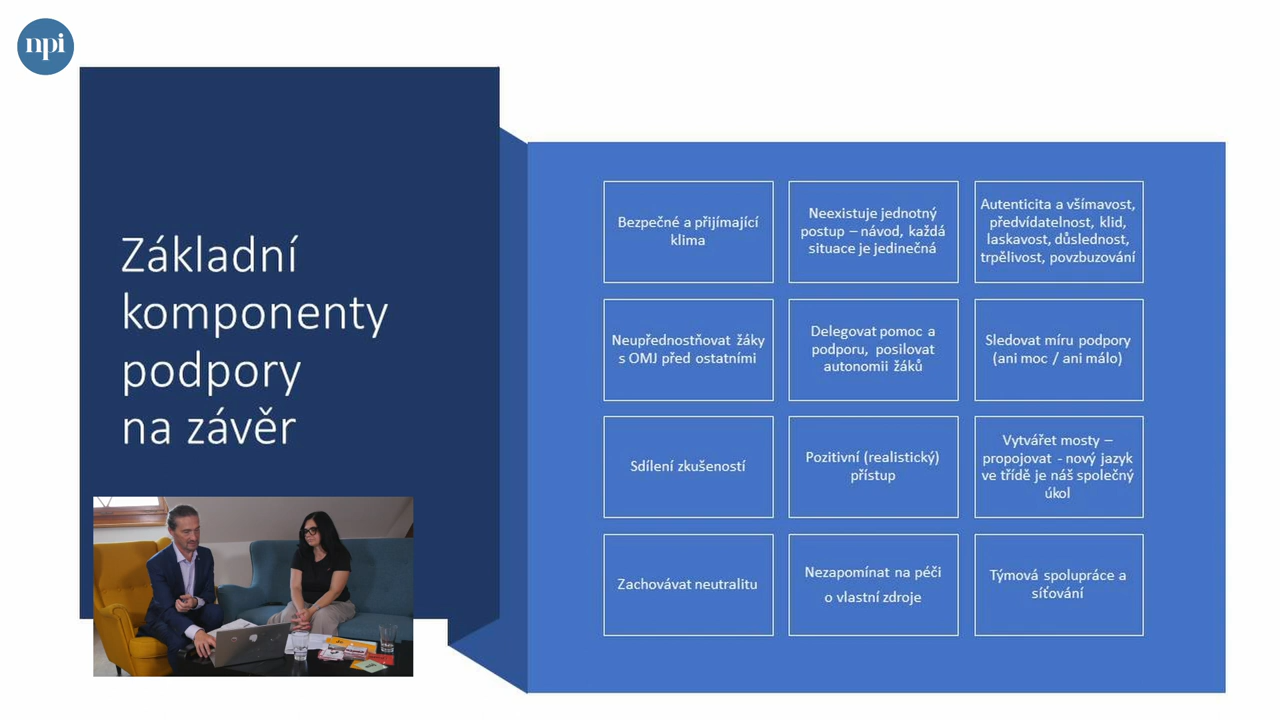 npi
Základní
komponenty
podpory
na závěr
Bezpečné a přijímající
klima
Neexistuje jednotný
postup – návod, každá
situace je jedinečná
Autenticita a všímavost,
předvídatelnost, klid,
laskavost, důslednost,
trpělivost, povzbuzování
Neupřednostňovat žáky
s OMJ před ostatními
Delegovat pomoc a
podporu, posilovat
autonomii žáků
Sledovat míru podpory
(ani moc / ani málo)
Sdílení zkušeností
Pozitivní (realistický)
přístup
Vytvářet mosty –
propojovat - nový jazyk
ve třídě je náš společný
úkol
Zachovávat neutralitu
Nezapomínat na péči
o vlastní zdroje
Týmová spolupráce a
síťování